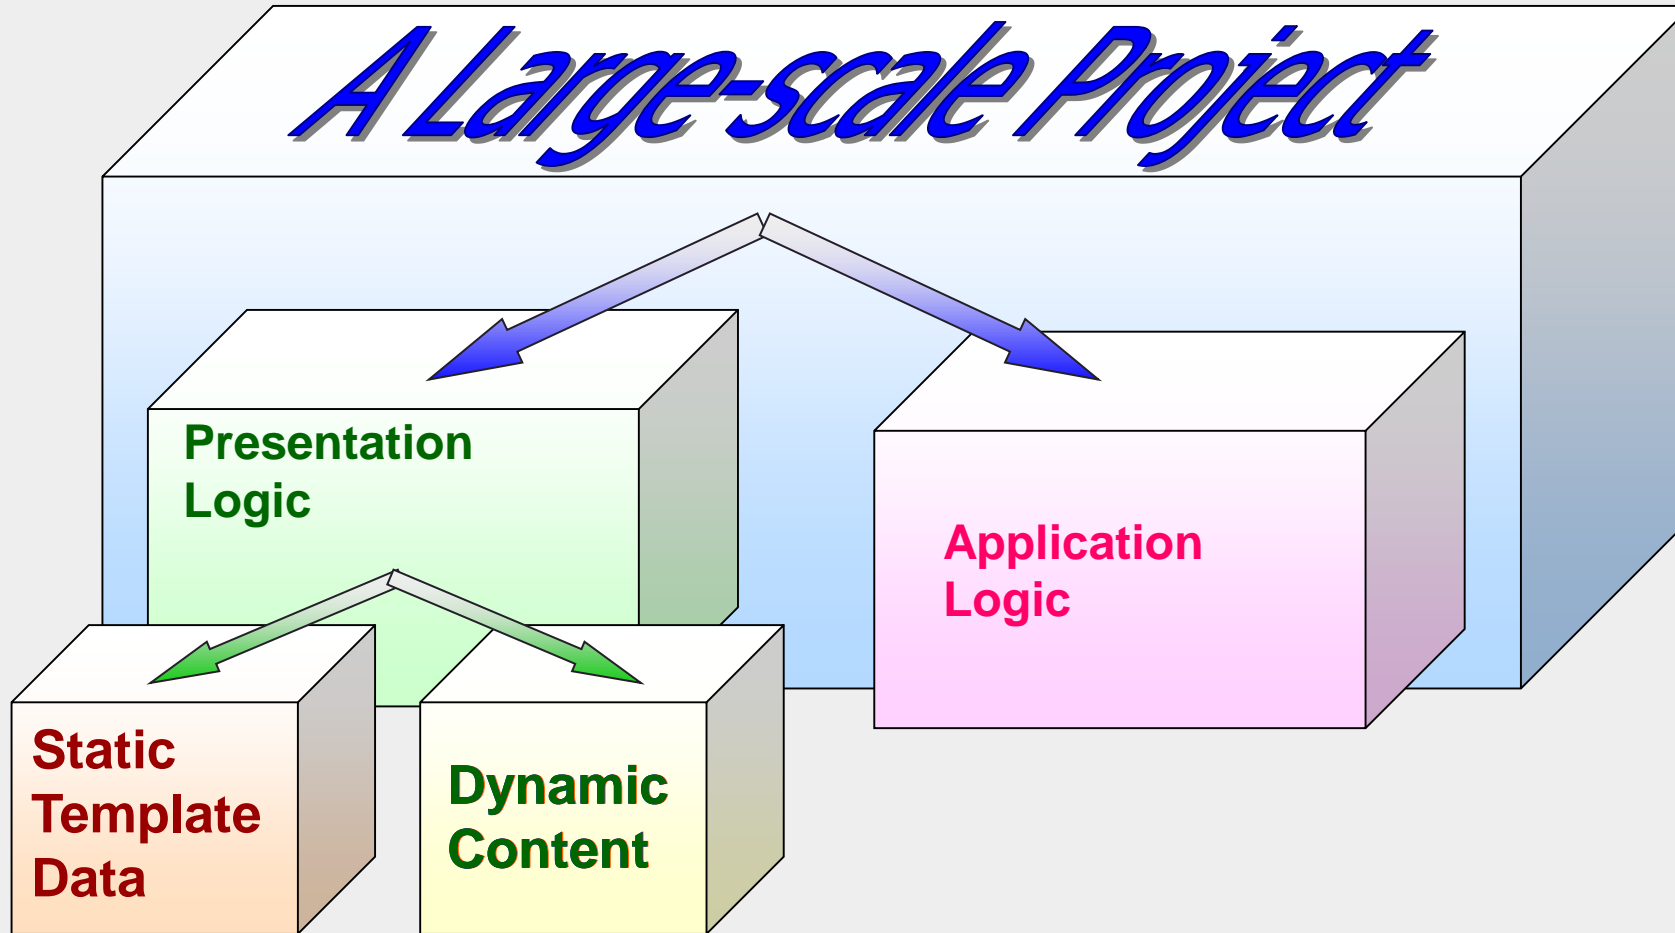 A Large-scale Project
Presentation
Logic
Application
Logic
Static
Template
Data
Dynamic
Content